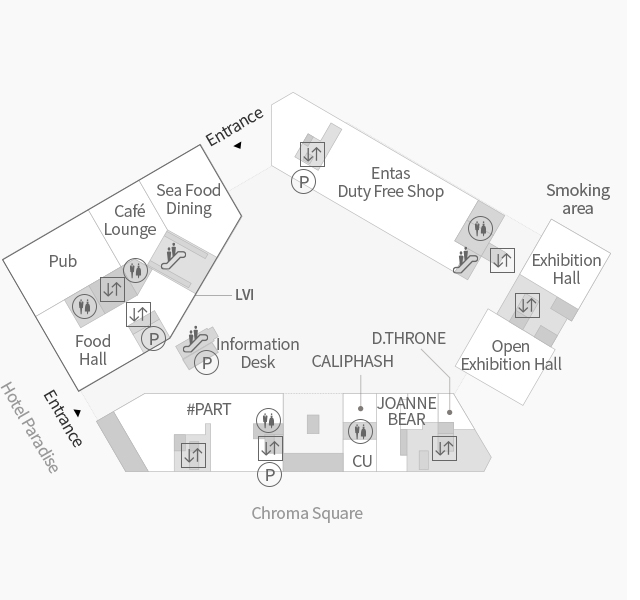 Entrance
Entas
Duty Free Shop
P
Smoking
area
Sea Food
Dining
Café
Lounge
Pub
Exhibition
Hall
LVI
Food
Hall
P
Information
Desk
P
D.THRONE
CALIPHASH
Open
Exhibition Hall
Hotel Paradise
Entrance
#PART
JOANNE
BEAR
CU
P
Chroma Square